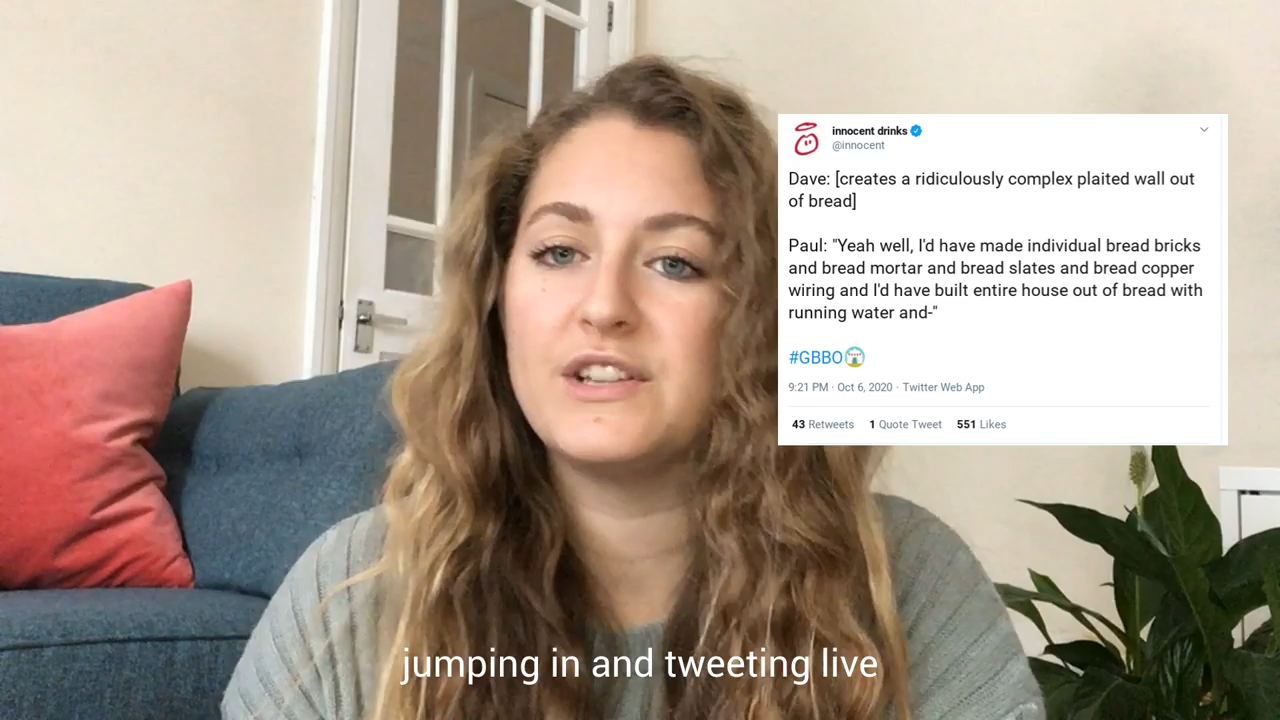 innocent drinks
@innocent
Dave: [creates a ridiculously complex plaited wall out
of bread]
Paul: "Yeah well, I'd have made individual bread bricks
and bread mortar and bread slates and bread copper
wiring and I'd have built entire house out of bread with
running water and-"
#GBBO
9:21 PM · Oct 6, 2020 · Twitter Web App
43 Retweets 1 Quote Tweet 551 Likes
jumping in and tweeting live